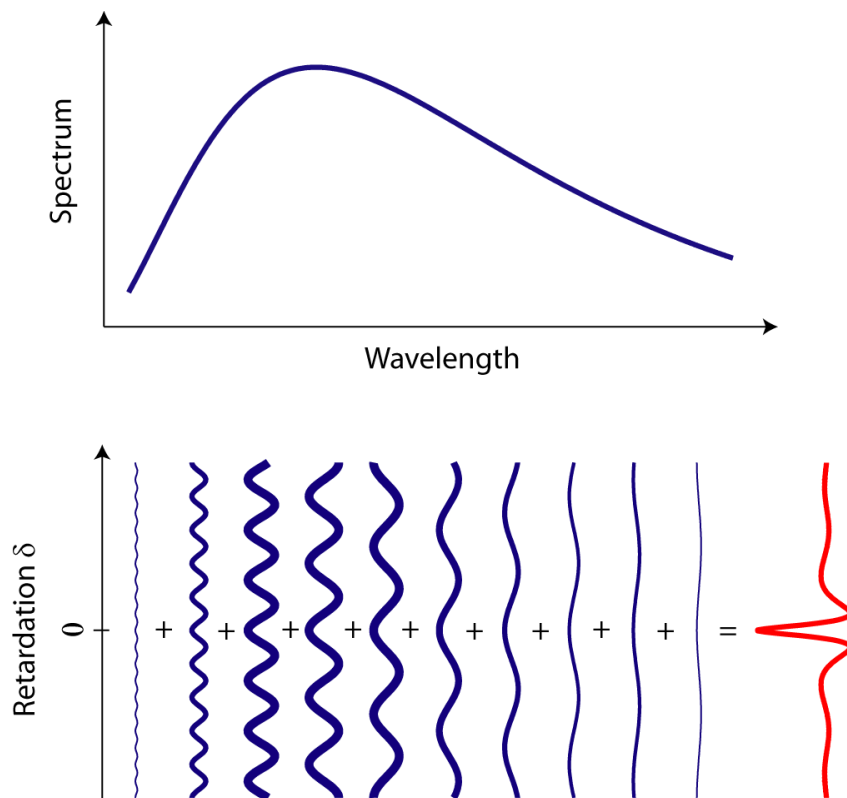 Spectrum
Wavelength
Retardation δ
0
+ + + + + + + + + =